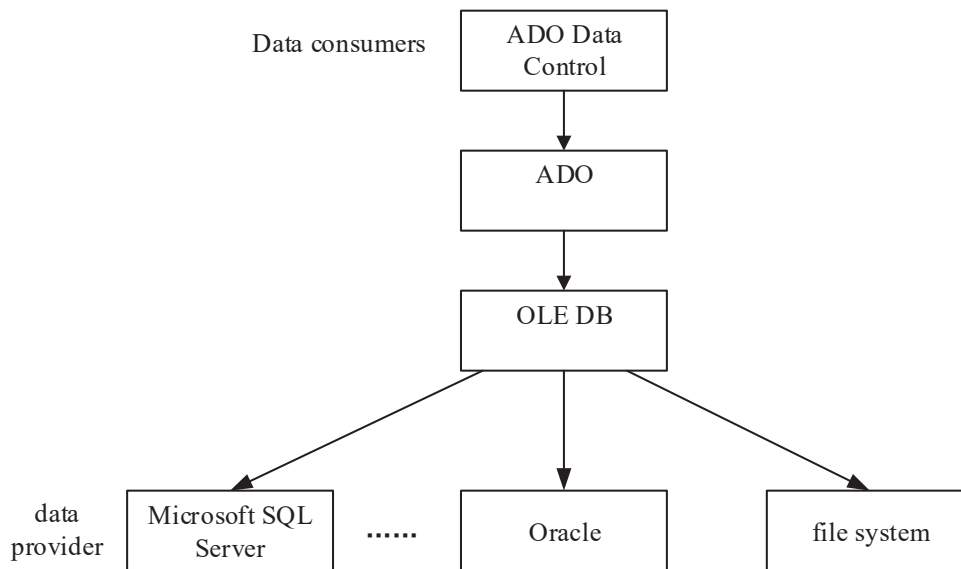 Data consumers
ADO Data
Control
ADO
OLE DB
data
provider
Microsoft SQL
Server
······
Oracle
file system